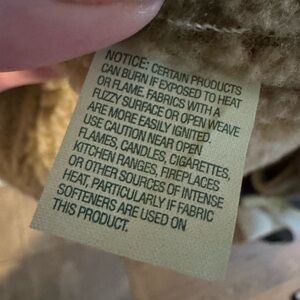 NOTICE: CERTAIN PRODUCTS
CAN BURN IF EXPOSED TO HEAT
OR FLAME. FABRICS WITH A
FUZZY SURFACE OR OPEN WEAVE
ARE MORE EASILY IGNITED.
USE CAUTION NEAR OPEN
FLAMES, CANDLES, CIGARETTES,
KITCHEN RANGES, FIREPLACES
OR OTHER SOURCES OF INTENSE
HEAT, PARTICULARLY IF FABRIC
SOFTENERS ARE USED ON
THIS PRODUCT.